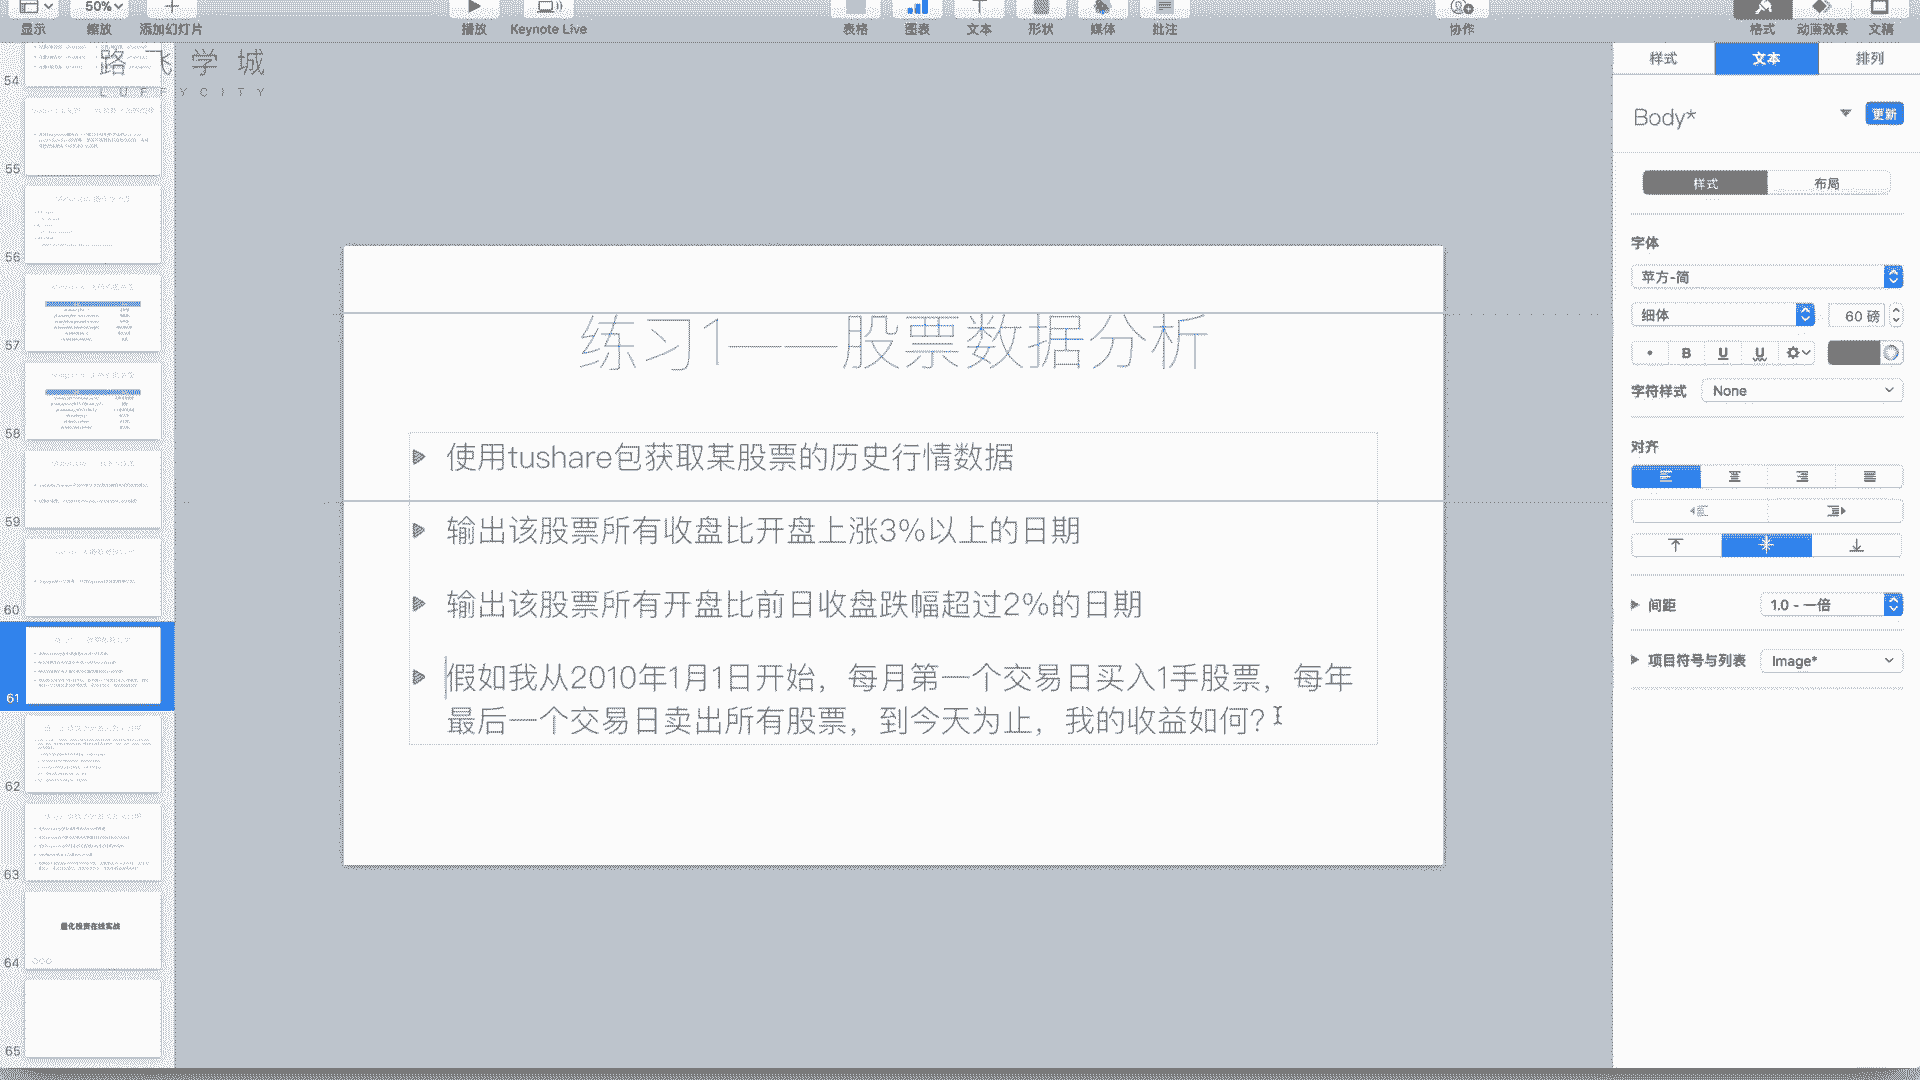 50%
显示
缩放
添加幻灯片
播放
Keynote Live
表格
图表
文本
形状
媒体
批注
协作
格式
动画效果
文稿
路飞学城
LUFFYCITY
54
55
56
57
58
59
60
61
62
63
量化投资在线实战
64
65
练习1——股票数据分析
使用tushare包获取某股票的历史行情数据
输出该股票所有收盘比开盘上涨3%以上的日期
输出该股票所有开盘比前日收盘跌幅超过2%的日期
假如我从2010年1月1日开始，每月第一个交易日买入1手股票，每年
最后一个交易日卖出所有股票，到今天为止，我的收益如何？
样式
文本
排列
Body*
更新
样式
布局
字体
苹方-简
细体
60 磅
B U U
字符样式
None
对齐
间距
1.0 - 一倍
项目符号与列表
Image*